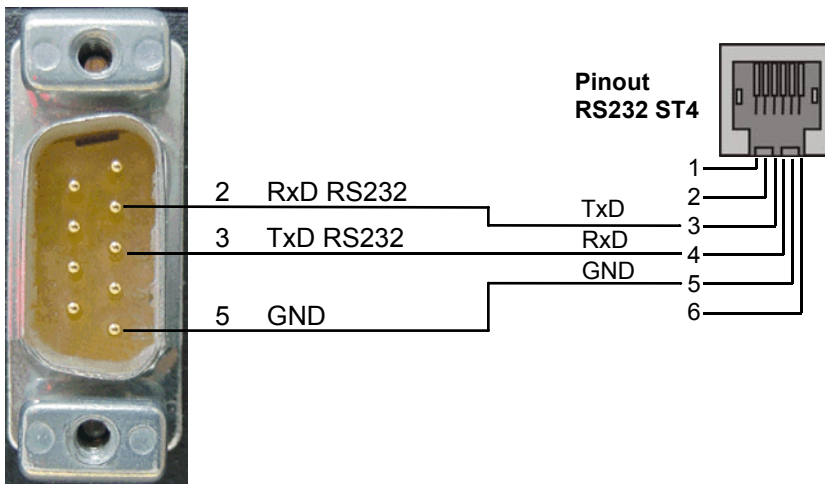 Pinout
RS232 ST4
1
2 RxD RS232
2
TxD
3
3 TxD RS232
RxD
4
GND
5
5 GND
6